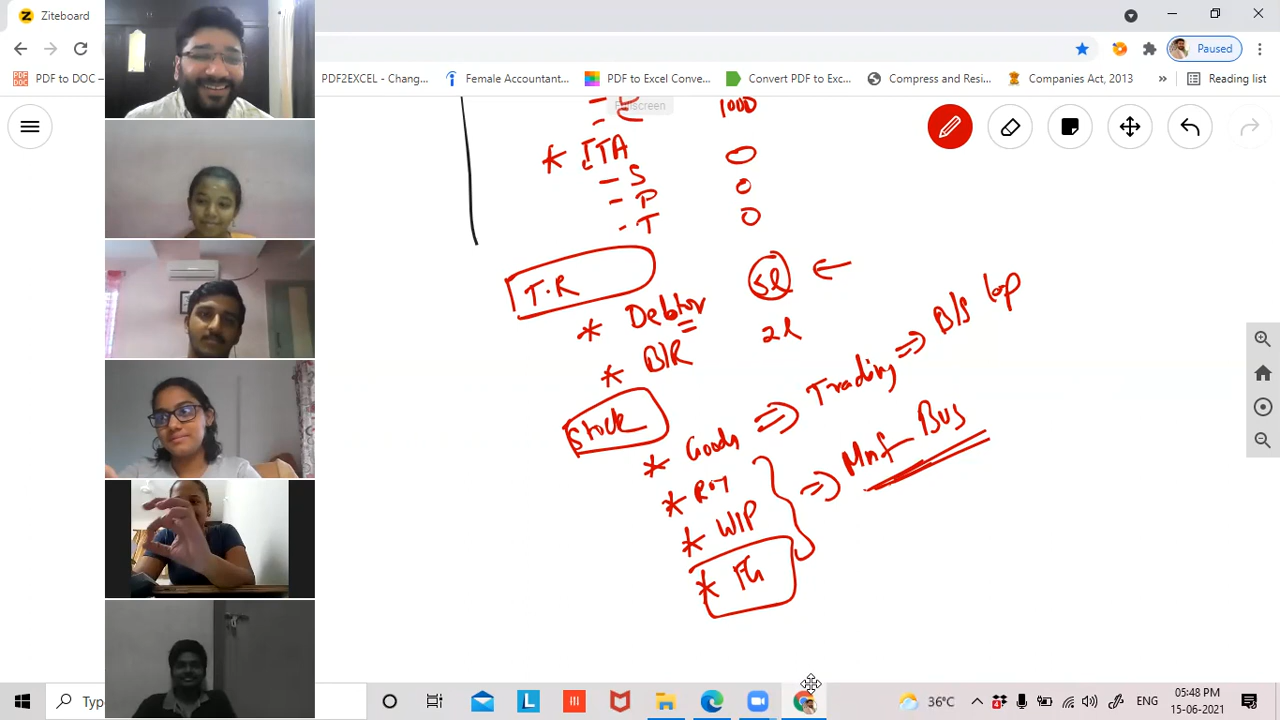 Ziteboard
Paused
PDF to DOC -
PDF2EXCEL - Chang...
Female Accountant...
PDF to Excel Conve...
Convert PDF to Exce...
Compress and Resi...
Companies Act, 2013
»
Reading list
1000
* ITA 0
- S 0
- P 0
- T
T.R 5l ←
* Debtor 2l
* B/R
Stock
* Goods ⇒ Trading ⇒ B/S
* RM
* WIP ⇒ Mnf Bus
* FG
36°C
ENG
05:48 PM
15-06-2021